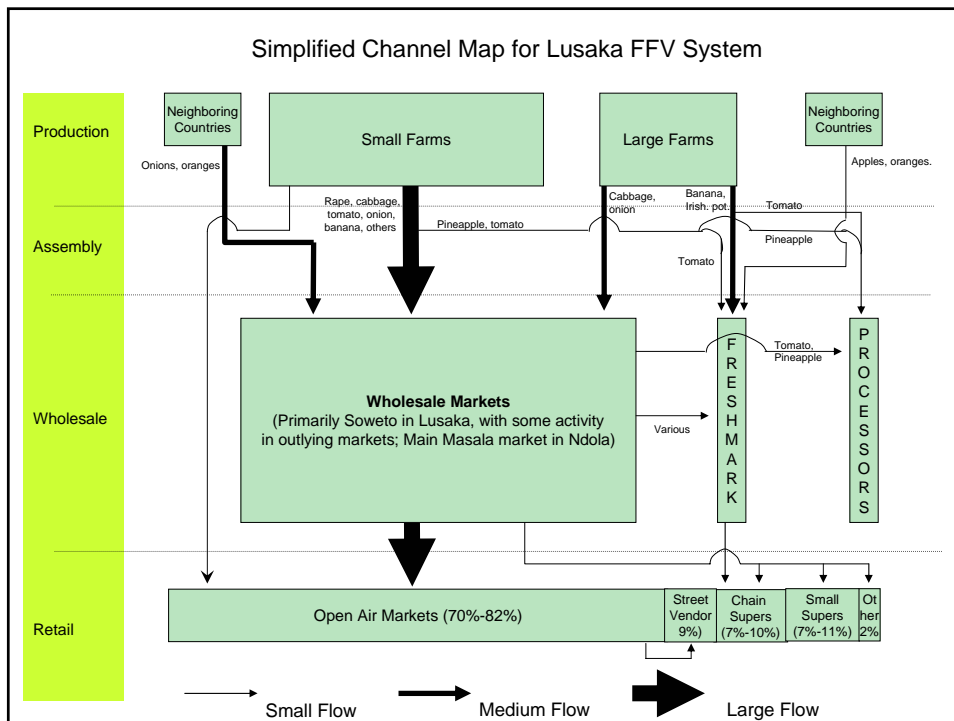 Simplified Channel Map for Lusaka FFV System
Production
Neighboring
Countries
Small Farms
Large Farms
Neighboring
Countries
Onions, oranges
Rape, cabbage,
tomato, onion,
banana, others
Cabbage,
onion
Banana,
Irish. pot.
Apples, oranges.
Tomato
Assembly
Pineapple, tomato
Pineapple
Tomato
Wholesale
Wholesale Markets
(Primarily Soweto in Lusaka, with some activity
in outlying markets; Main Masala market in Ndola)
Tomato,
Pineapple
Various
F
R
E
S
H
M
A
R
K
P
R
O
C
E
S
S
O
R
S
Retail
Open Air Markets (70%-82%)
Street
Vendor
9%)
Chain
Supers
(7%-10%)
Small
Supers
(7%-11%)
Ot
her
2%
Small Flow
Medium Flow
Large Flow